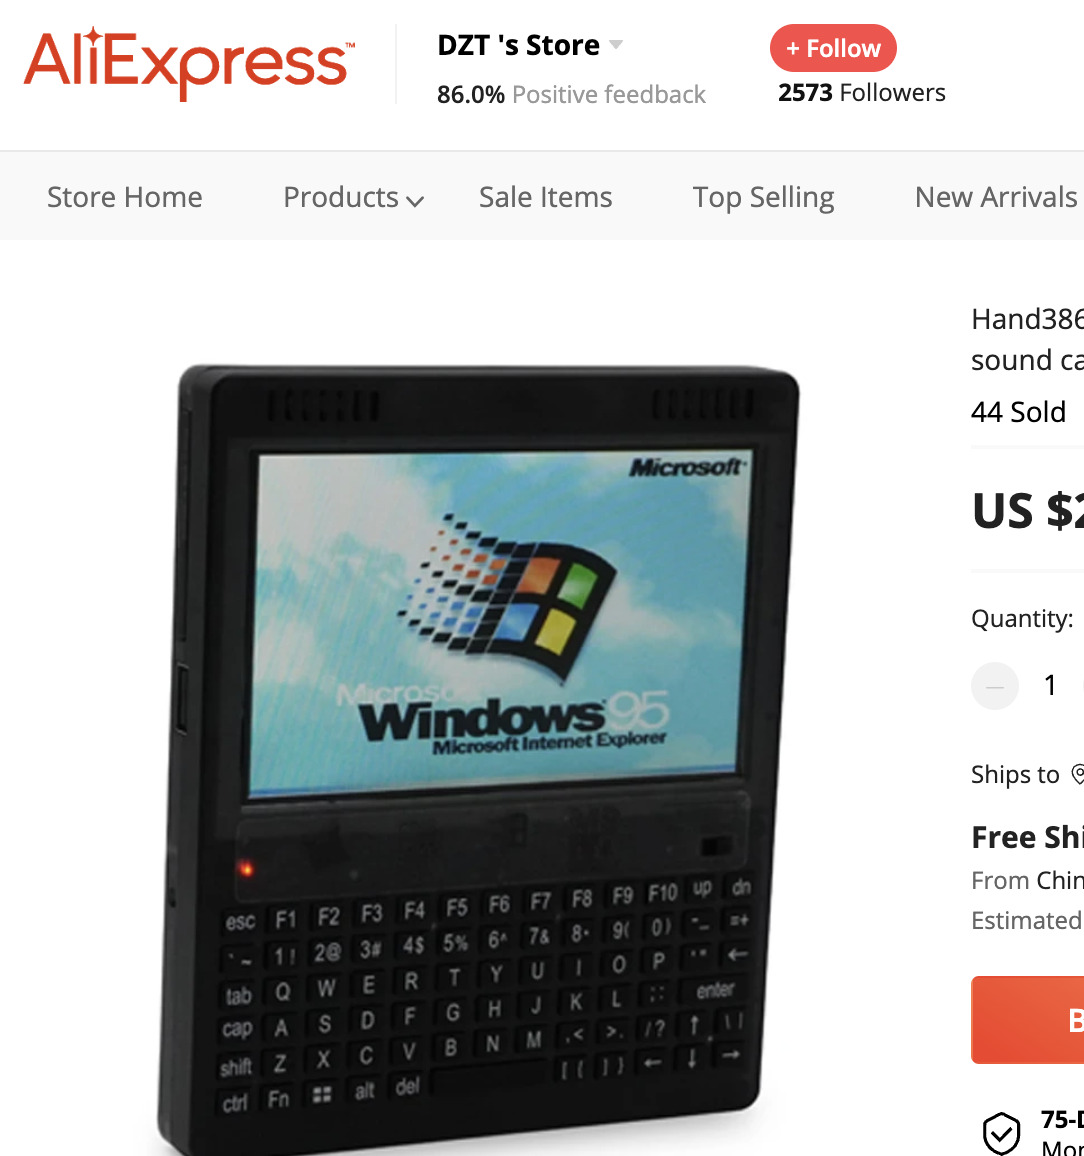 AliExpress™
DZT 's Store
86.0% Positive feedback
+ Follow
2573 Followers
Store Home
Products
Sale Items
Top Selling
New Arrivals
Microsoft
Microsoft
Windows 95
Microsoft Internet Explorer
esc F1 F2 F3 F4 F5 F6 F7 F8 F9 F10 up dn
` ~ 1! 2@ 3# 4$ 5% 6^ 7& 8* 9( 0) -_ =+
tab Q W E R T Y U I O P '" ←
cap A S D F G H J K L ;: enter
shift Z X C V B N M ,< >. /? ↑ \ |
ctrl Fn alt del [ { ] } ← ↓ →
Hand386
sound ca
44 Sold
US $2
Quantity:
1
Ships to
Free Shi
From Chin
Estimated
B
75-D
Mor